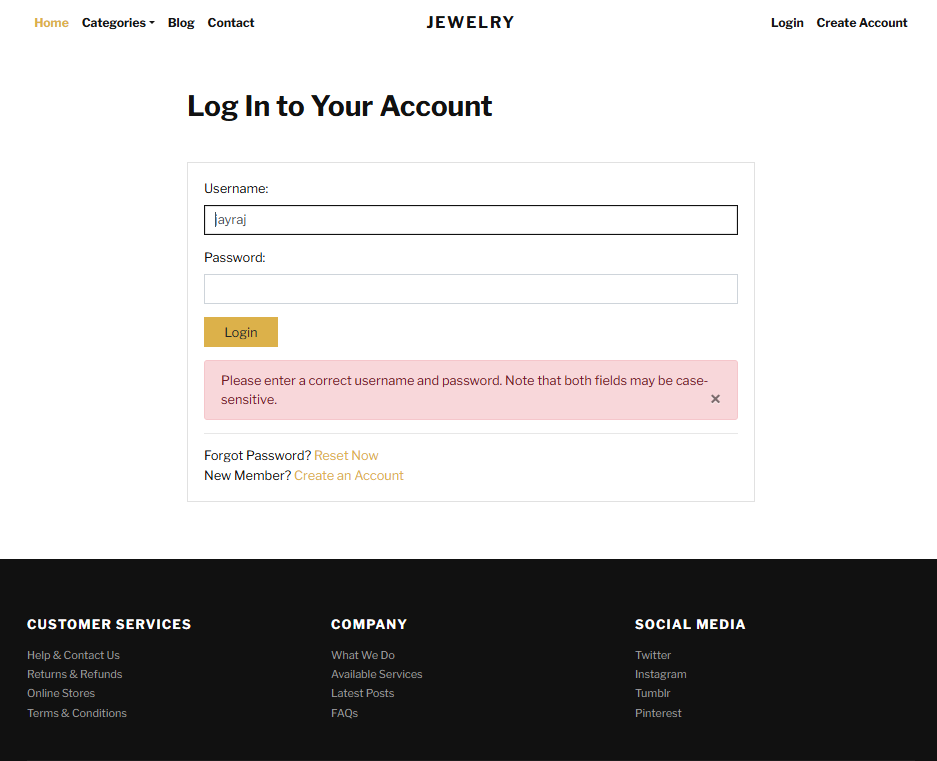 Home Categories Blog Contact JEWELRY Login Create Account
Log In to Your Account
Username:
jayraj
Password:
Login
Please enter a correct username and password. Note that both fields may be case-
sensitive.
×
Forgot Password? Reset Now
New Member? Create an Account
CUSTOMER SERVICES
Help & Contact Us
Returns & Refunds
Online Stores
Terms & Conditions
COMPANY
What We Do
Available Services
Latest Posts
FAQs
SOCIAL MEDIA
Twitter
Instagram
Tumblr
Pinterest